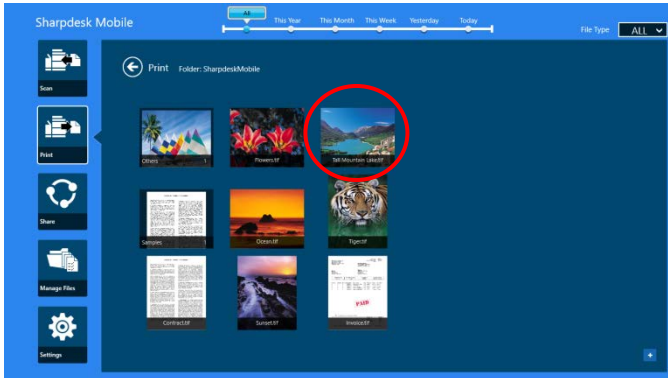 Sharpdesk Mobile
All
This Year
This Month
This Week
Yesterday
Today
File Type
ALL
Scan
Print
Share
Manage Files
Settings
Print Folder: SharpdeskMobile
Others 1
Flowers.tif
Tall Mountain Lake.tif
Samples 1
Ocean.tif
Tiger.tif
Contract.tif
Sunset.tif
Invoice.tif